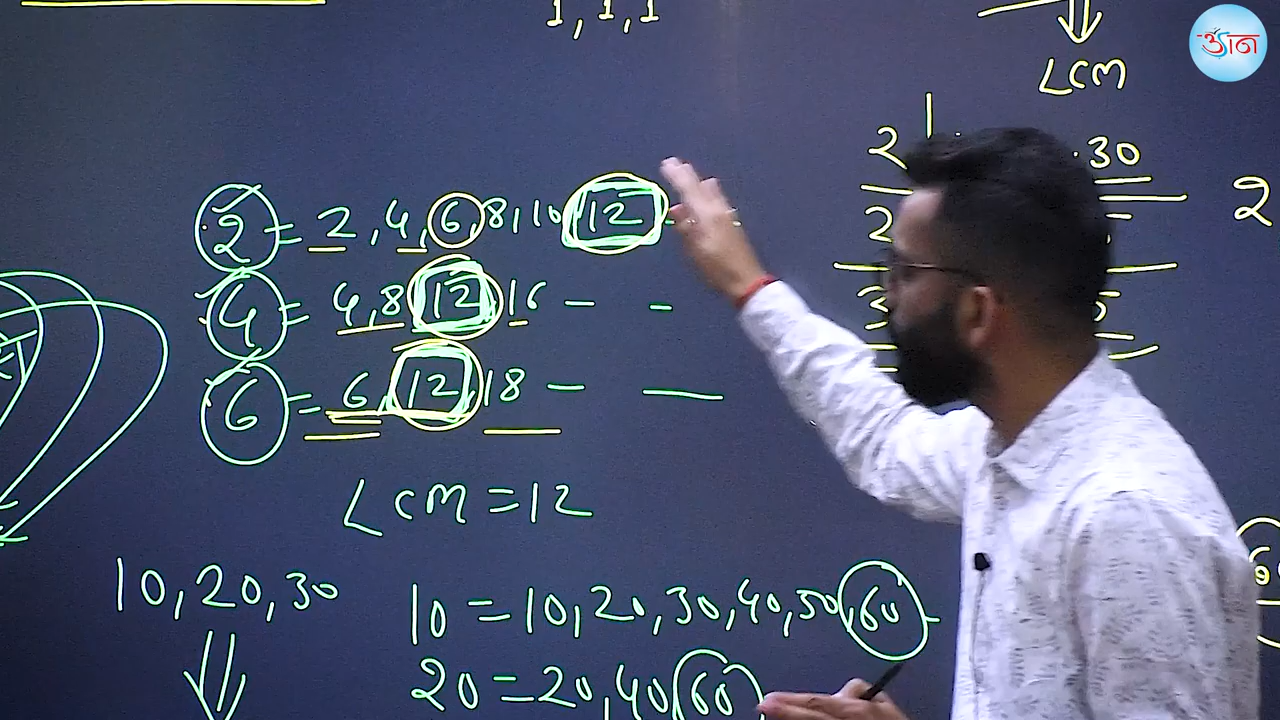 1, 1, 1
LCM
2 30
2
2 = 2, 4, 6, 8, 10, 12
2
4 = 4, 8, 12, 16 – –
6 = 6, 12, 18 – –
LCM = 12
10, 20, 30
10 = 10, 20, 30, 40, 50, 60 –
20 = 20, 40, 60